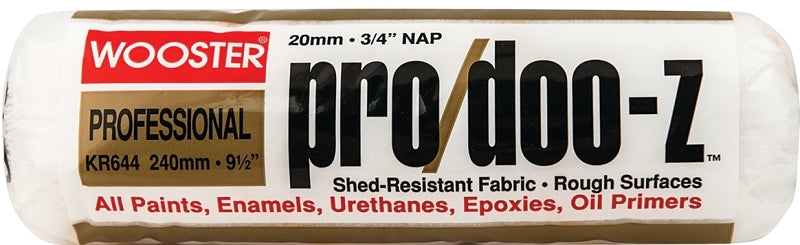 WOOSTER®
20mm • 3/4" NAP
pro/doo-z™
PROFESSIONAL
KR644 240mm • 9½"
Shed-Resistant Fabric • Rough Surfaces
All Paints, Enamels, Urethanes, Epoxies, Oil Primers